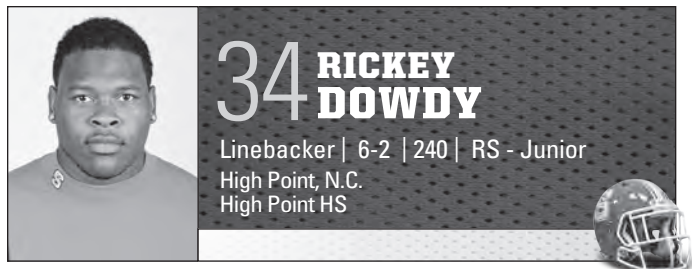 34 RICKEY
DOWDY
Linebacker | 6-2 | 240 | RS - Junior
High Point, N.C.
High Point HS